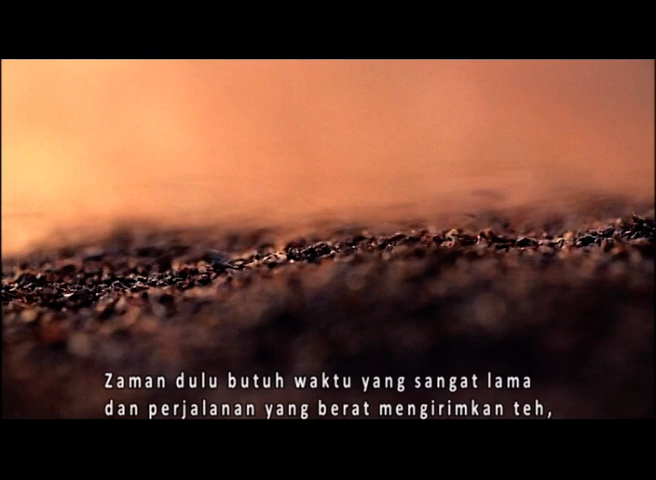 Zaman dulu butuh waktu yang sangat lama
dan perjalanan yang berat mengirimkan teh,